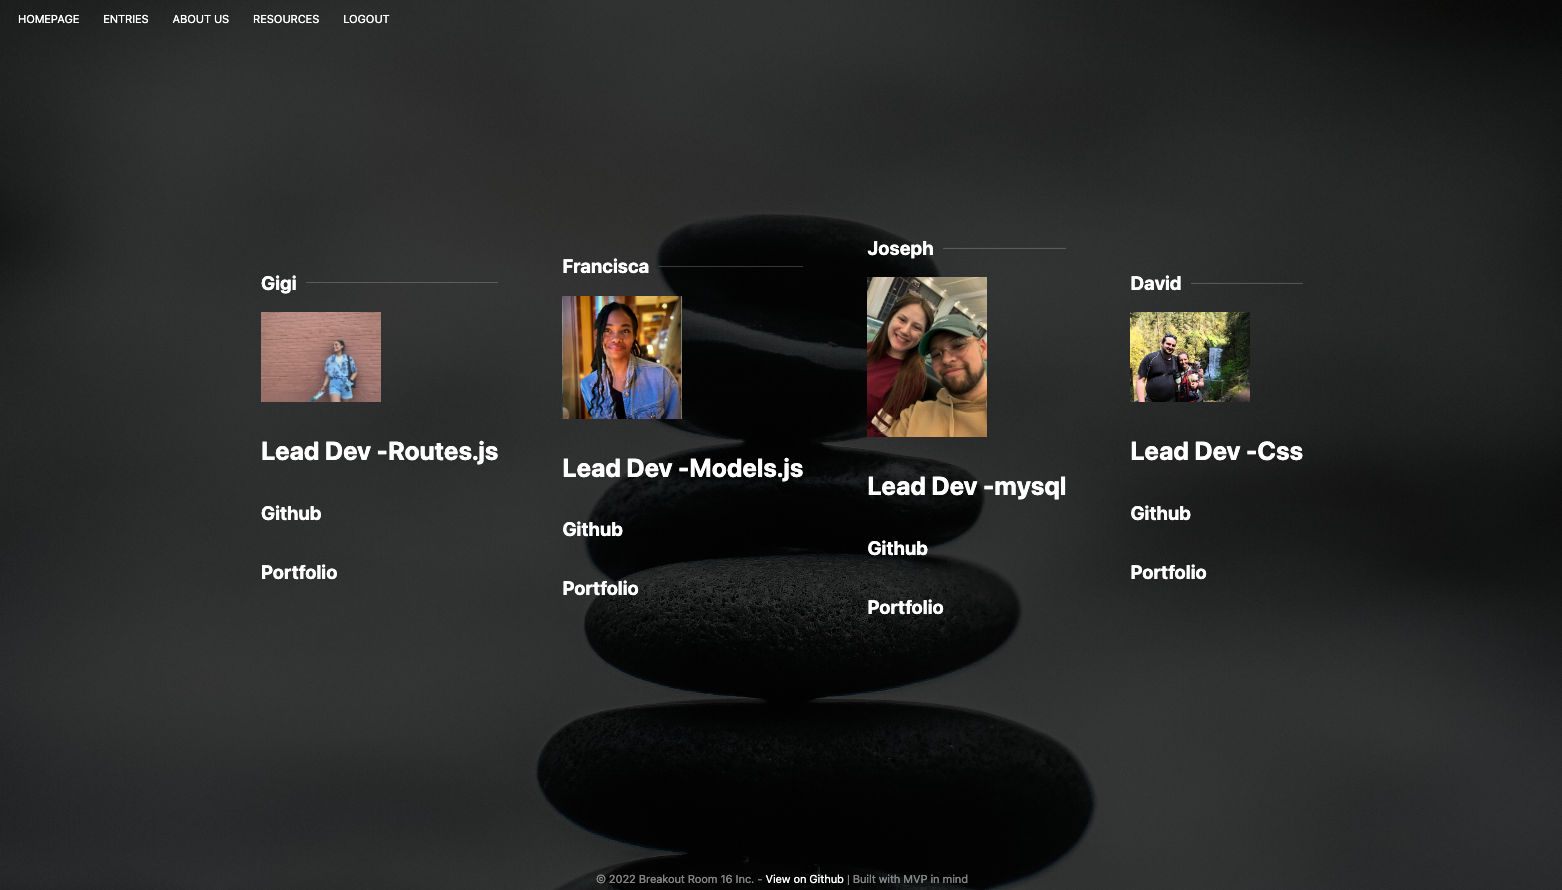 HOMEPAGE ENTRIES ABOUT US RESOURCES LOGOUT
Gigi
Lead Dev -Routes.js
Github
Portfolio
Francisca
Lead Dev -Models.js
Github
Portfolio
Joseph
Lead Dev -mysql
Github
Portfolio
David
Lead Dev -Css
Github
Portfolio
© 2022 Breakout Room 16 Inc. - View on Github | Built with MVP in mind